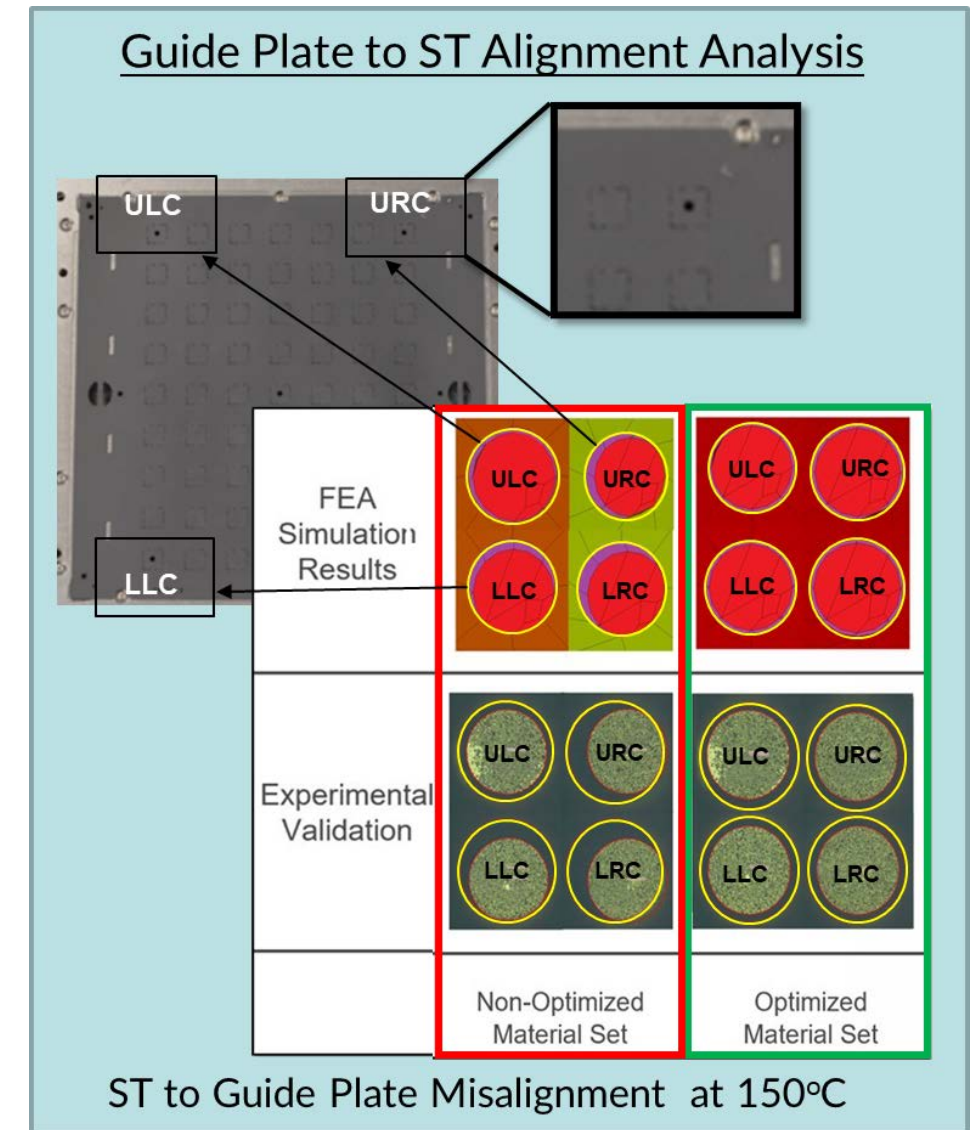 Guide Plate to ST Alignment Analysis
ULC
URC
LLC
FEA
Simulation
Results
ULC
URC
LLC
LRC
ULC
URC
LLC
LRC
Experimental
Validation
ULC
URC
LLC
LRC
ULC
URC
LLC
LRC
Non-Optimized
Material Set
Optimized
Material Set
ST to Guide Plate Misalignment at 150°C